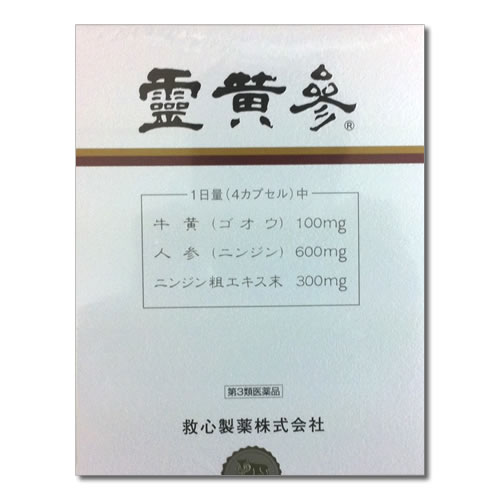 靈黄參®
1日量(4カプセル)中
牛黄(ゴオウ) 100mg
人参(ニンジン) 600mg
ニンジン粗エキス末 300mg
第3類医薬品
救心製薬株式会社